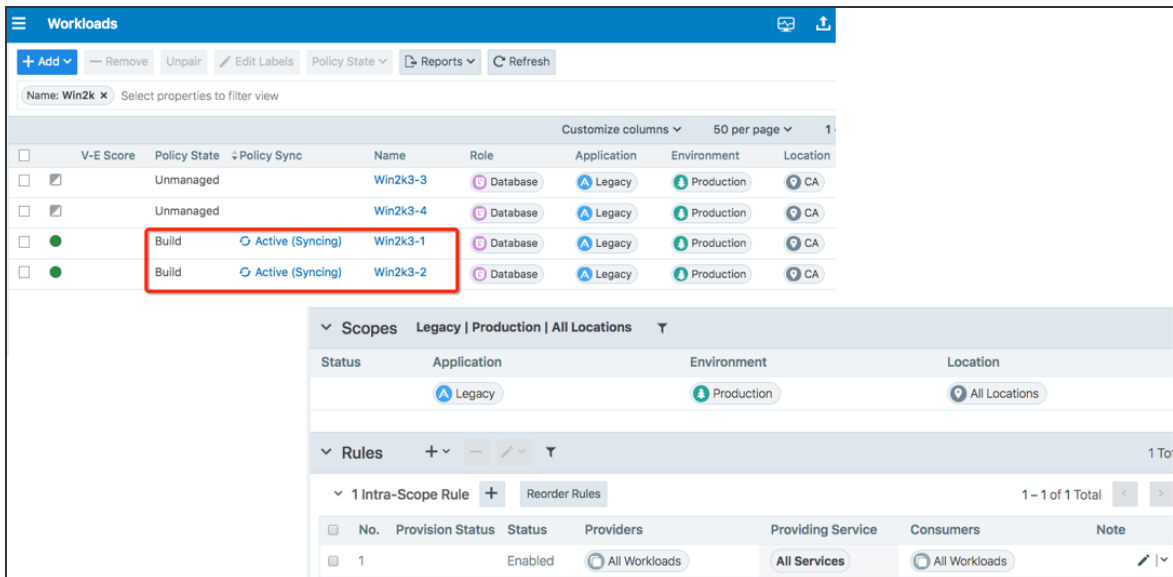 Workloads
Add Remove Unpair Edit Labels Policy State Reports Refresh
Name: Win2k x Select properties to filter view
Customize columns 50 per page 1
V-E Score Policy State Policy Sync Name Role Application Environment Location
Unmanaged Win2k3-3 Database Legacy Production CA
Unmanaged Win2k3-4 Database Legacy Production CA
Build Active (Syncing) Win2k3-1 Database Legacy Production CA
Build Active (Syncing) Win2k3-2 Database Legacy Production CA
Scopes Legacy | Production | All Locations
Status Application Environment Location
Legacy Production All Locations
Rules 1 Tot
1 Intra-Scope Rule + Reorder Rules 1 – 1 of 1 Total
No. Provision Status Status Providers Providing Service Consumers Note
1 Enabled All Workloads All Services All Workloads